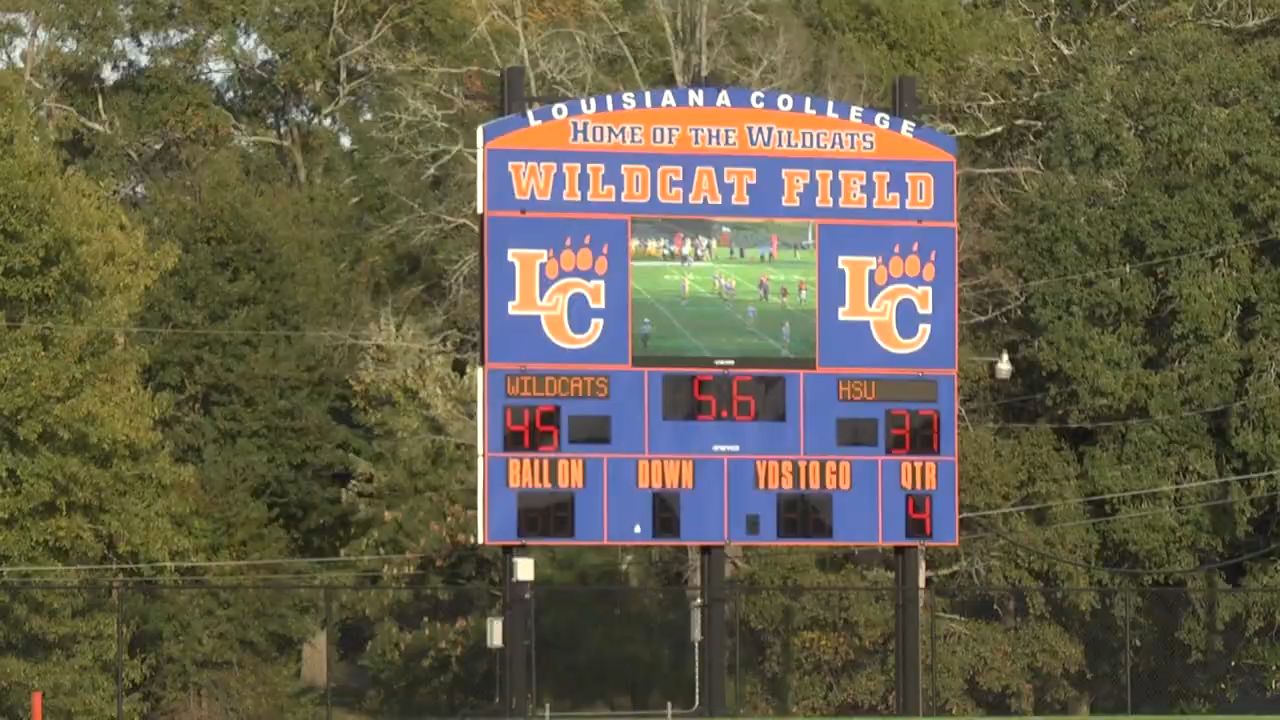 LOUISIANA COLLEGE
HOME OF THE WILDCATS
WILDCAT FIELD
LC
LC
WILDCATS
5.6
HSU
45
37
BALL ON
DOWN
YDS TO GO
QTR
4